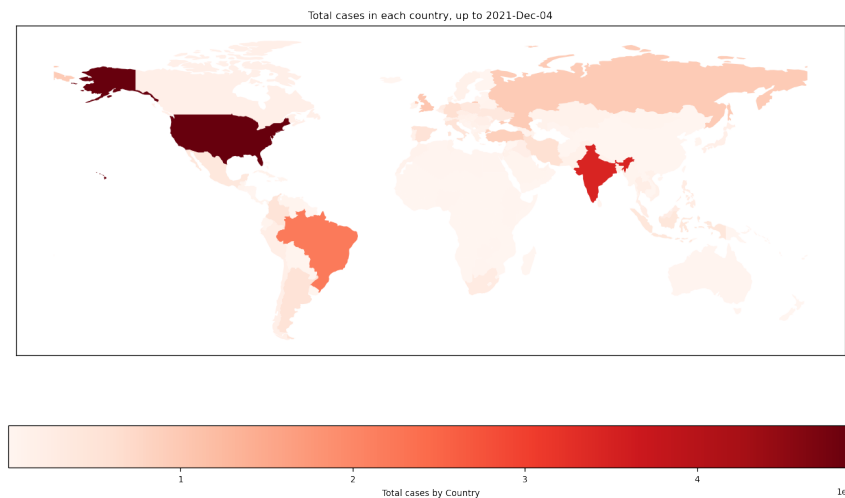 Total cases in each country, up to 2021-Dec-04
1 2 3 4
Total cases by Country
1e